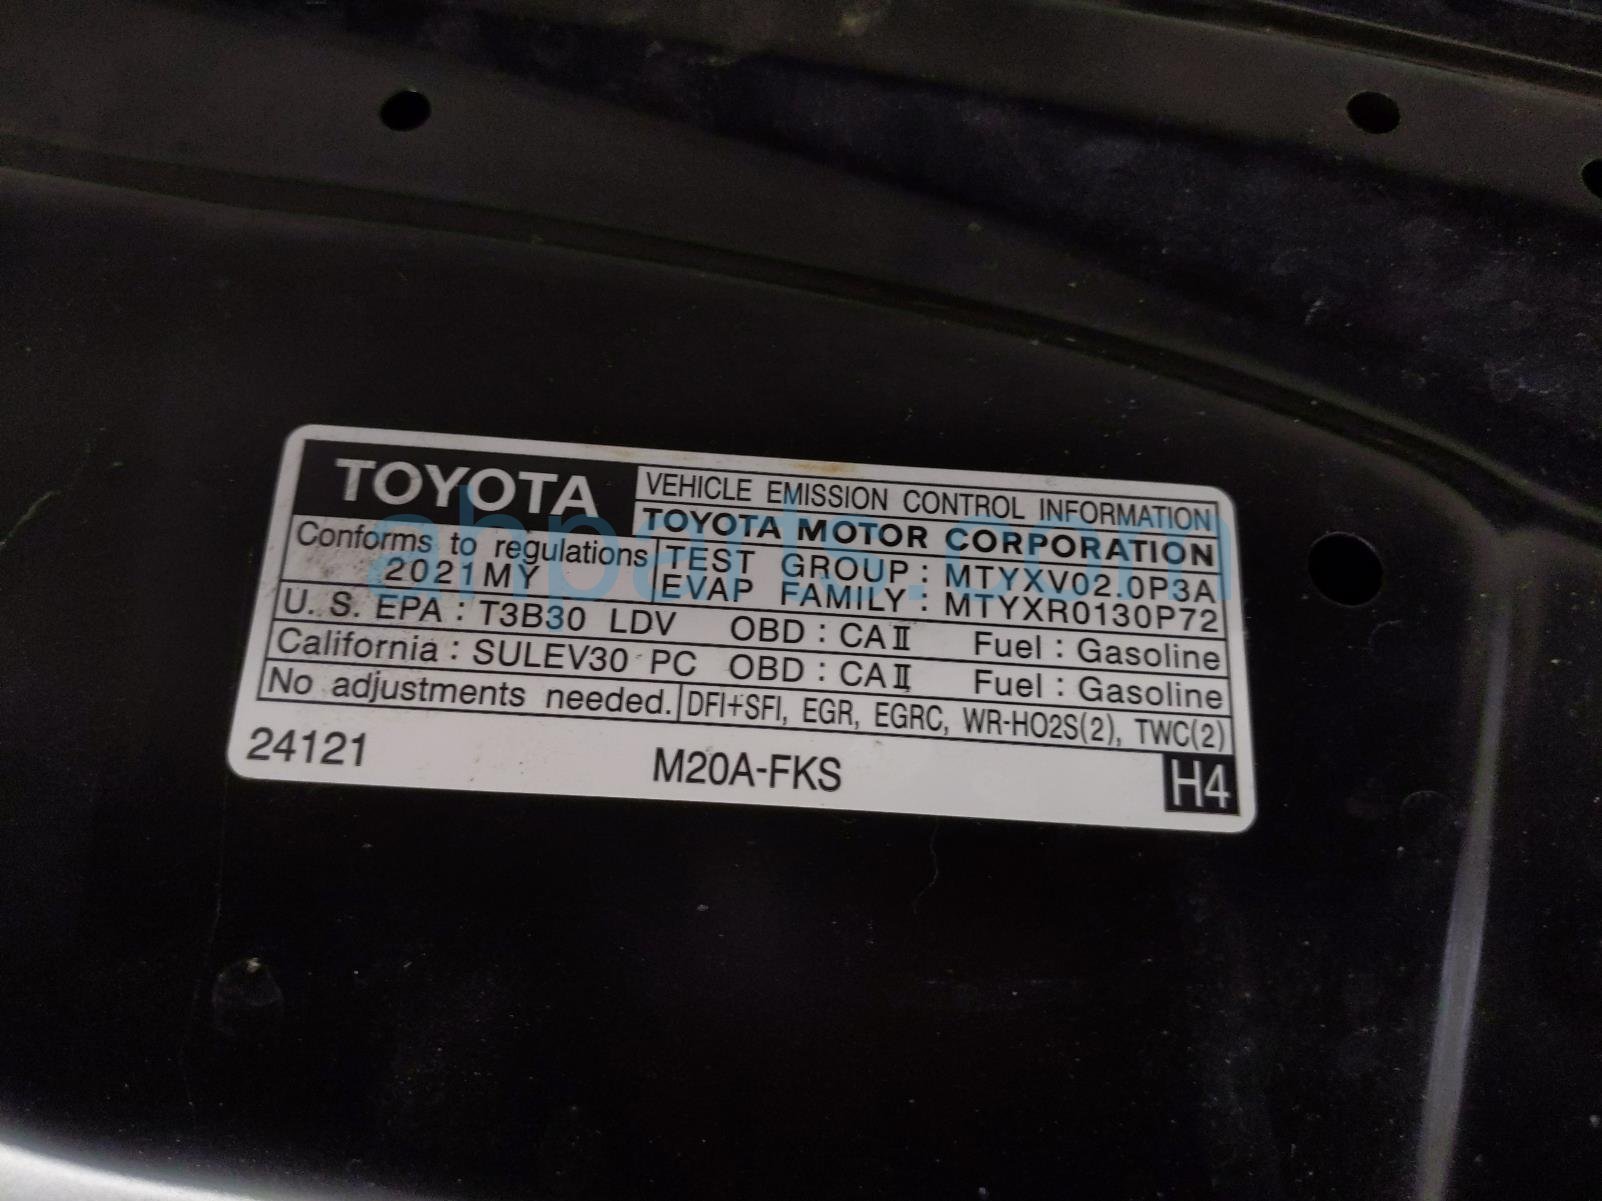 TOYOTA
VEHICLE EMISSION CONTROL INFORMATION
TOYOTA MOTOR CORPORATION
Conforms to regulations
2021MY
TEST GROUP : MTYXV02.0P3A
EVAP FAMILY : MTYXR0130P72
U. S. EPA : T3B30 LDV OBD : CAⅡ Fuel : Gasoline
California : SULEV30 PC OBD : CAⅡ Fuel : Gasoline
No adjustments needed. DFI+SFI, EGR, EGRC, WR-HO2S(2), TWC(2)
24121 M20A-FKS H4
ahparts.com